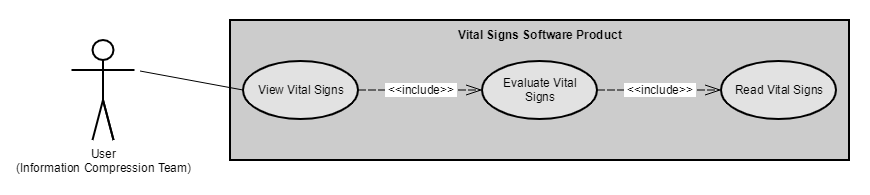 Vital Signs Software Product
View Vital Signs
<<include>>
Evaluate Vital
Signs
<<include>>
Read Vital Signs
User
(Information Compression Team)